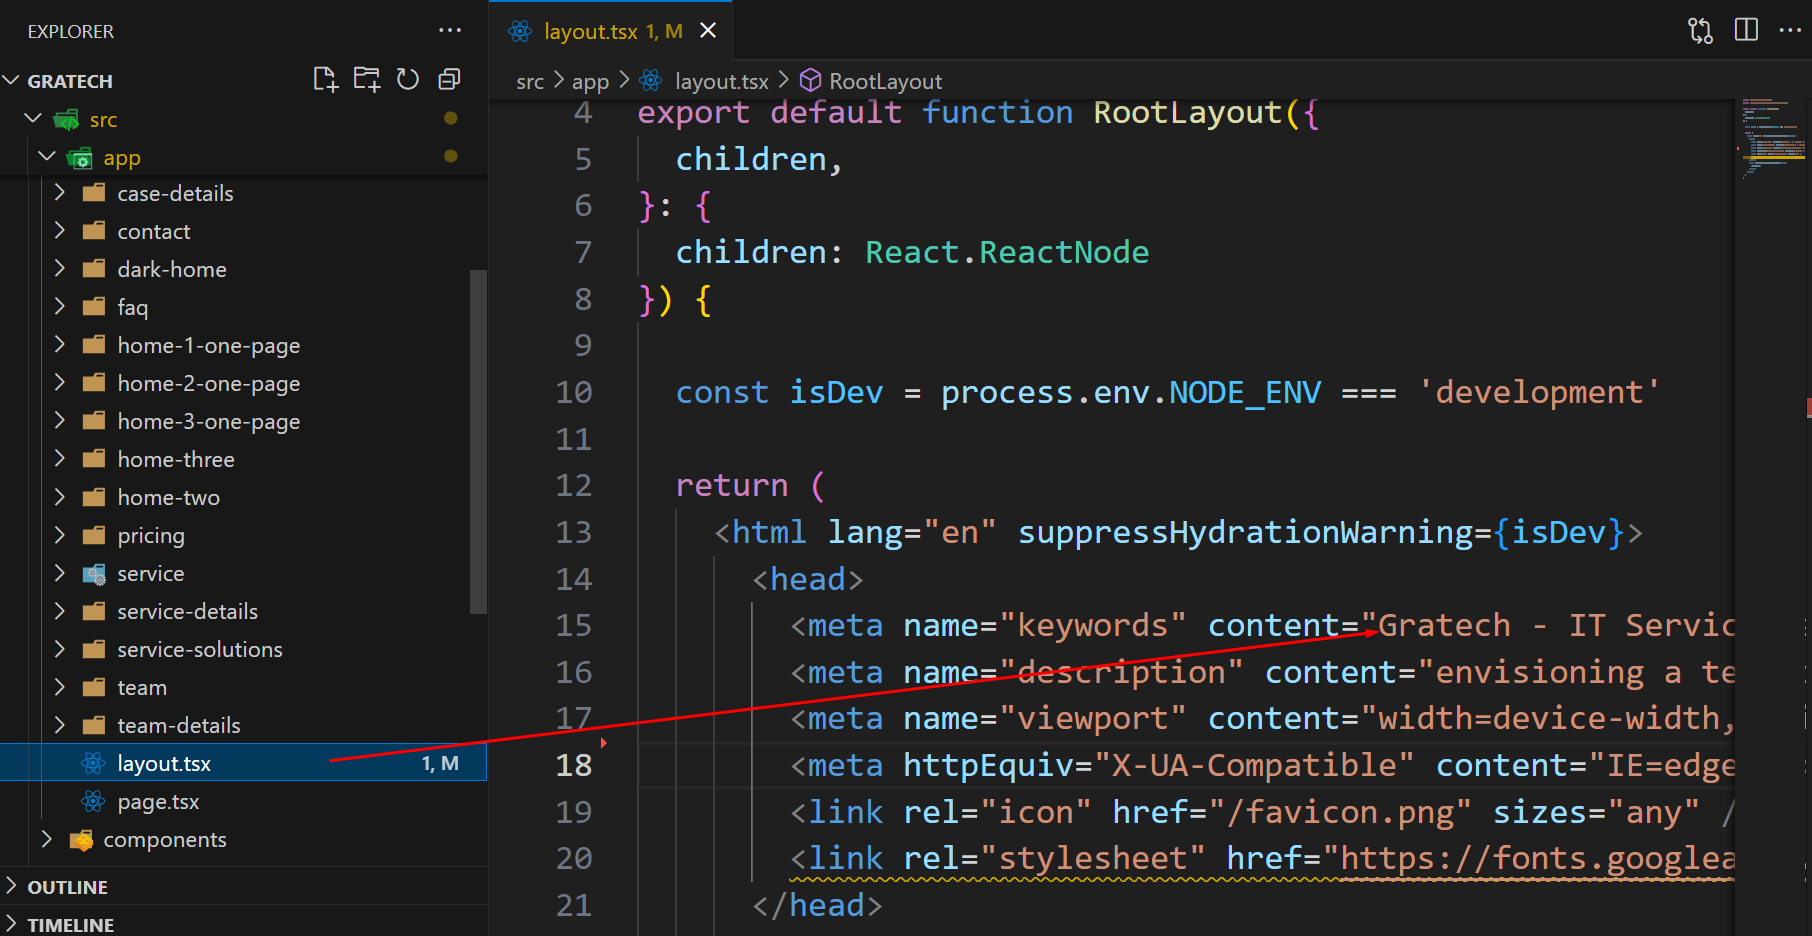 EXPLORER
GRATECH
src
app
case-details
contact
dark-home
faq
home-1-one-page
home-2-one-page
home-3-one-page
home-three
home-two
pricing
service
service-details
service-solutions
team
team-details
layout.tsx 1, M
page.tsx
components
OUTLINE
TIMELINE
layout.tsx 1, M
src > app > layout.tsx > RootLayout
4 export default function RootLayout({
5 children,
6 }: {
7 children: React.ReactNode
8 }) {
9
10 const isDev = process.env.NODE_ENV === 'development'
11
12 return (
13 <html lang="en" suppressHydrationWarning={isDev}>
14 <head>
15 <meta name="keywords" content="Gratech - IT Servic
16 <meta name="description" content="envisioning a te
17 <meta name="viewport" content="width=device-width,
18 <meta httpEquiv="X-UA-Compatible" content="IE=edge
19 <link rel="icon" href="/favicon.png" sizes="any" /
20 <link rel="stylesheet" href="https://fonts.googlea
21 </head>